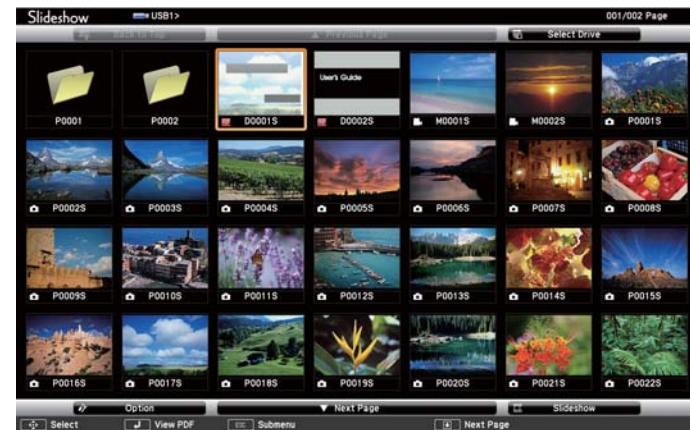 Slideshow USB1> 001/002 Page
Back to Top Previous Page Select Drive
User's Guide
P0001 P0002 D0001S D0002S M0001S M0002S P0001S
P0002S P0003S P0004S P0005S P0006S P0007S P0008S
P0009S P0010S P0011S P0012S P0013S P0014S P0015S
P0016S P0017S P0018S P0019S P0020S P0021S P0022S
Option Next Page Slideshow
Select View PDF Esc Submenu Next Page